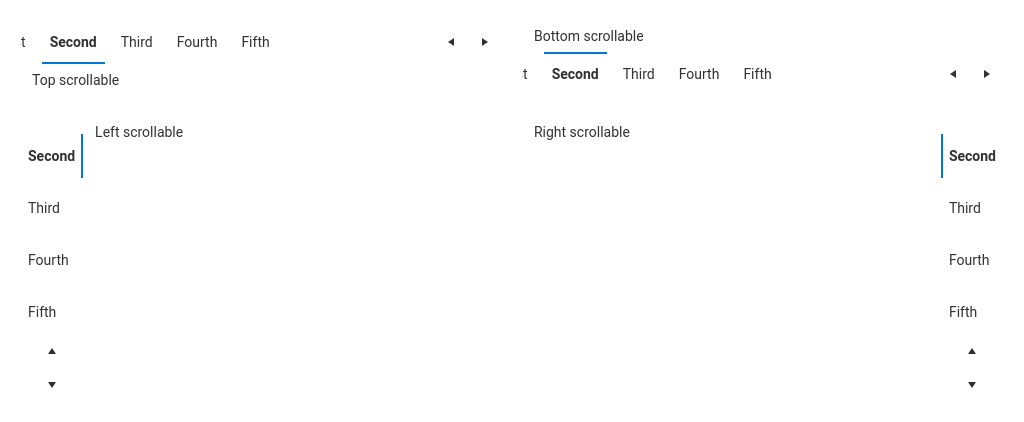 t Second Third Fourth Fifth
Top scrollable
Bottom scrollable
t Second Third Fourth Fifth
Left scrollable
Second
Third
Fourth
Fifth
Right scrollable
Second
Third
Fourth
Fifth